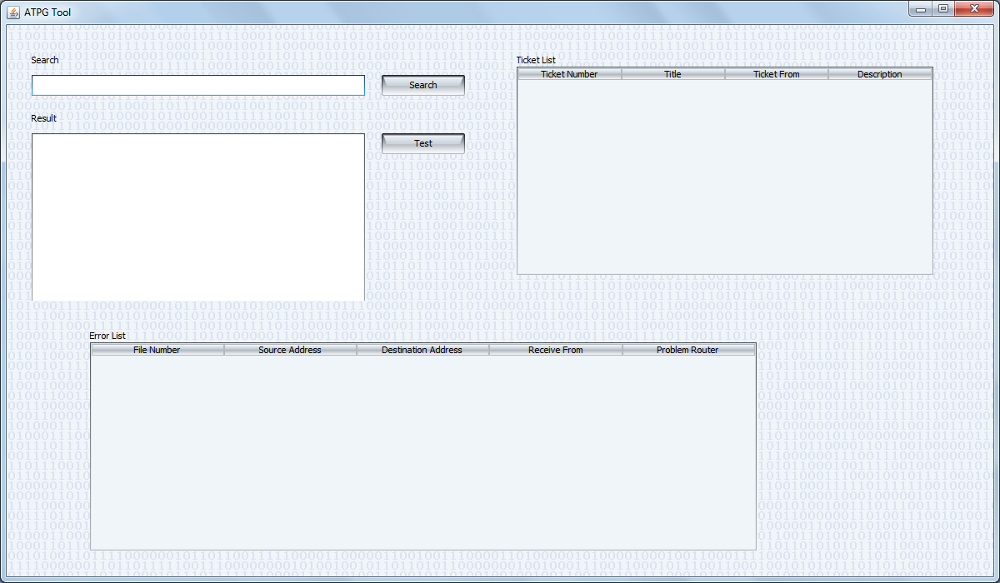 ATPG Tool
Search
Search
Result
Test
Ticket List
Ticket Number Title Ticket From Description
Error List
File Number Source Address Destination Address Receive From Problem Router